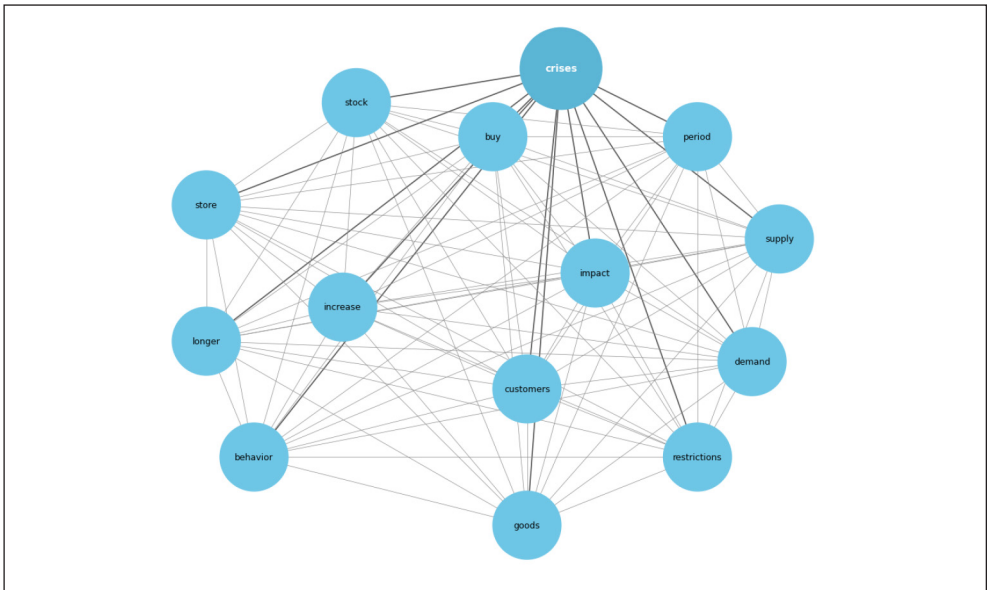 crises
stock
buy
period
store
supply
impact
increase
longer
demand
customers
behavior
restrictions
goods